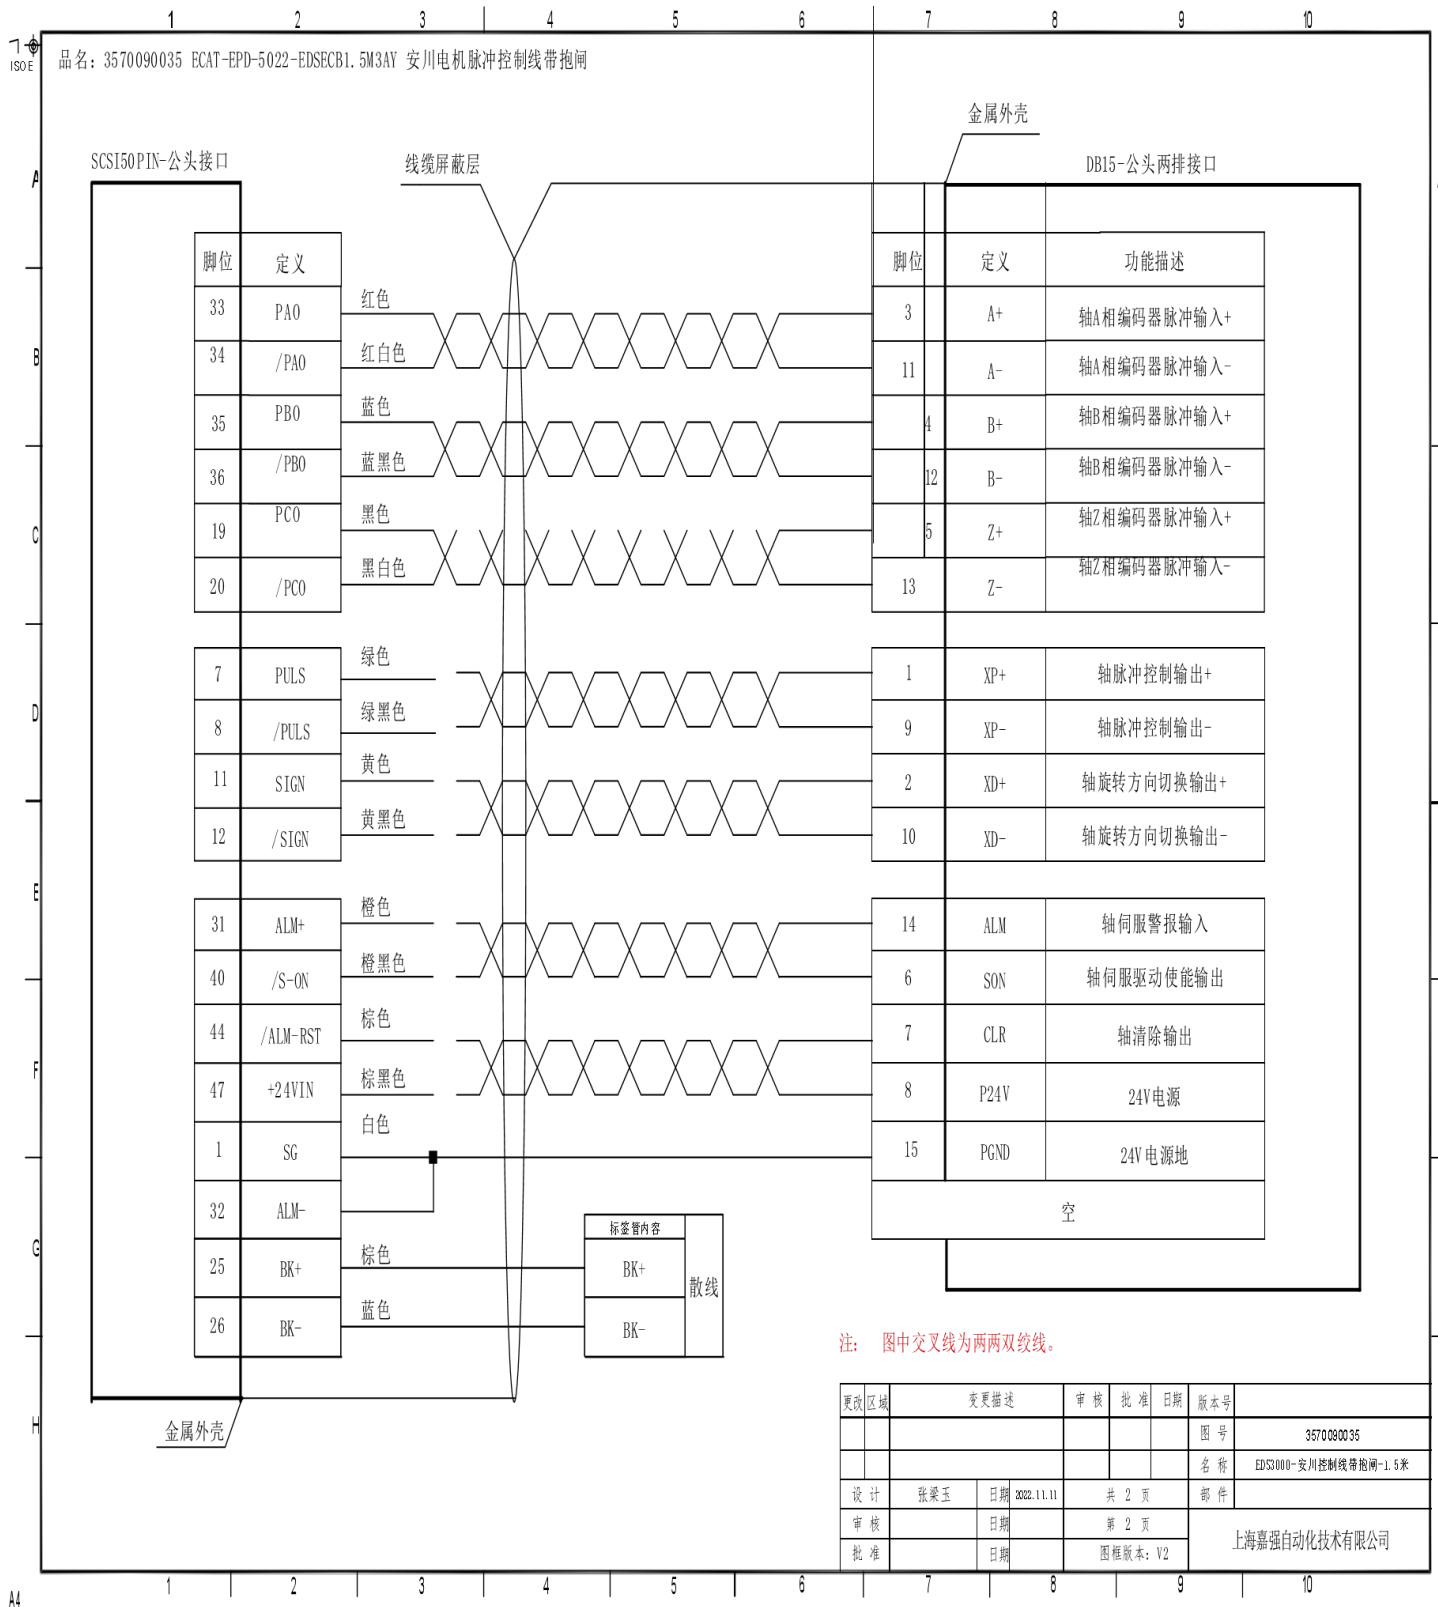 1 2 3 4 5 6 7 8 9 10
ISO E
品名: 3570090035 ECAT-EPD-5022-EDSECB1.5M3AY 安川电机脉冲控制线带抱闸
金属外壳
SCSI50PIN-公头接口
线缆屏蔽层
DB15-公头两排接口
A
脚位 定义
脚位 定义 功能描述
33 PAO 红色 3 A+ 轴A相编码器脉冲输入+
B
34 /PAO 红白色 11 A- 轴A相编码器脉冲输入-
35 PBO 蓝色 4 B+ 轴B相编码器脉冲输入+
36 /PBO 蓝黑色 12 B- 轴B相编码器脉冲输入-
C
19 PCO 黑色 5 Z+ 轴Z相编码器脉冲输入+
20 /PCO 黑白色 13 Z- 轴Z相编码器脉冲输入-
7 PULS 绿色 1 XP+ 轴脉冲控制输出+
D
8 /PULS 绿黑色 9 XP- 轴脉冲控制输出-
11 SIGN 黄色 2 XD+ 轴旋转方向切换输出+
12 /SIGN 黄黑色 10 XD- 轴旋转方向切换输出-
E
31 ALM+ 橙色 14 ALM 轴伺服警报输入
40 /S-ON 橙黑色 6 SON 轴伺服驱动使能输出
44 /ALM-RST 棕色 7 CLR 轴清除输出
F
47 +24VIN 棕黑色 8 P24V 24V电源
1 SG 白色 15 PGND 24V电源地
32 ALM- 空
标签管内容
G
25 BK+ 棕色 BK+
散线
26 BK- 蓝色 BK-
注: 图中交叉线为两两双绞线。
H
金属外壳
更改 区域 变更描述 审 核 批 准 日期 版本号
图 号 3570090035
名 称 EDS3000-安川控制线带抱闸-1.5米
设 计 张梁玉 日期 2022.11.11 共 2 页 部 件
审 核 日期 第 2 页
上海嘉强自动化技术有限公司
批 准 日期 图框版本: V2
1 2 3 4 5 6 7 8 9 10
A4